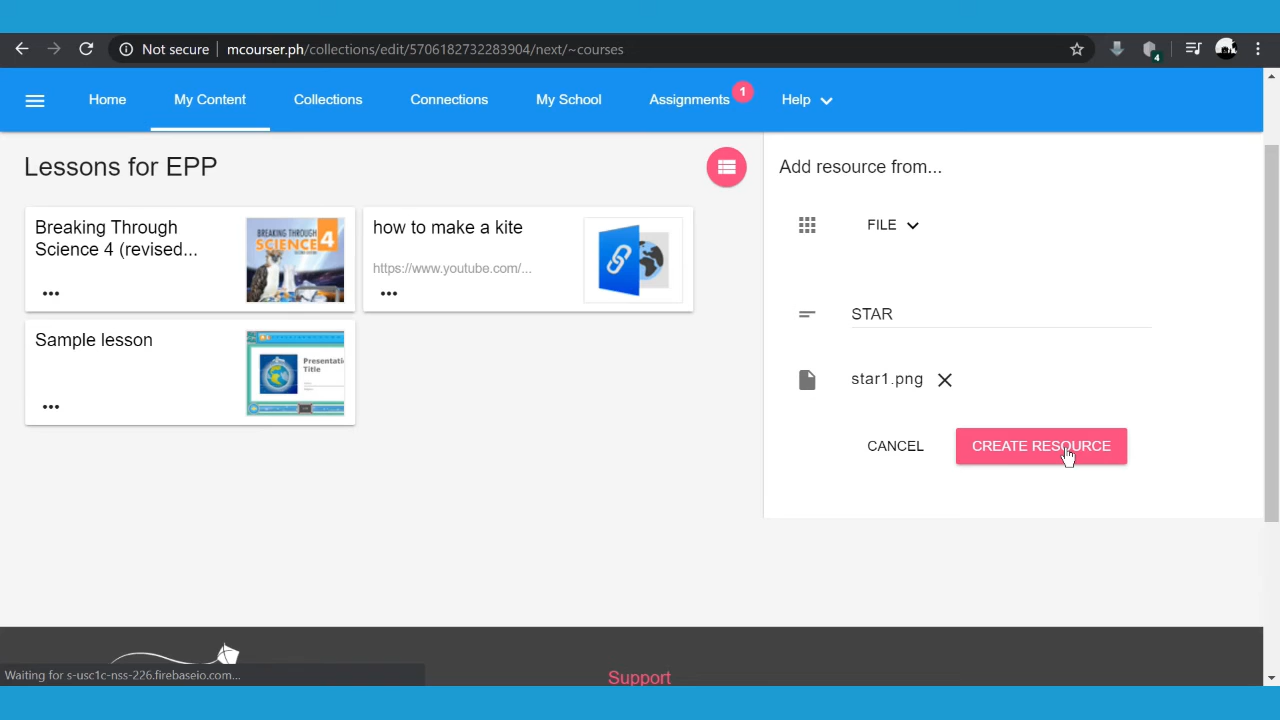 Not secure
mcourser.ph/collections/edit/5706182732283904/next/~courses
4
Home
My Content
Collections
Connections
My School
Assignments
1
Help
Lessons for EPP
Breaking Through
Science 4 (revised...
BREAKING THROUGH
SCIENCE 4
how to make a kite
https://www.youtube.com/...
Sample lesson
Presentati
Title
Add resource from...
FILE
STAR
star1.png
CANCEL
CREATE RESOURCE
Support
Waiting for s-usc1c-nss-226.firebaseio.com...